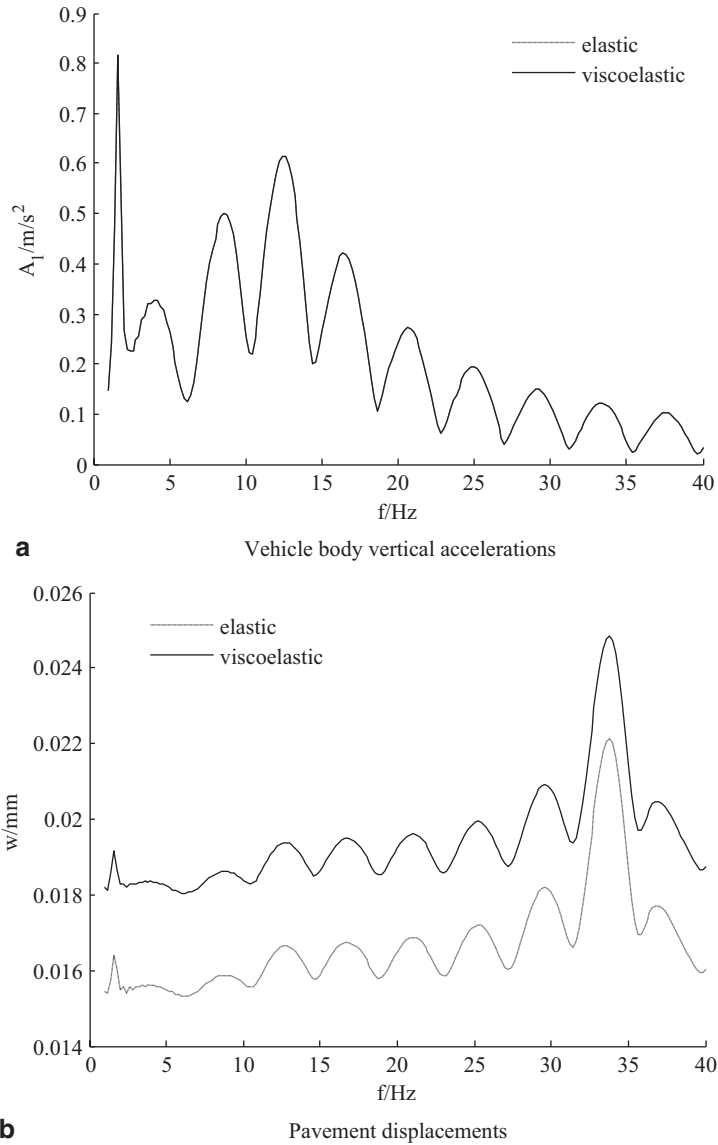 0.9
0.8
0.7
0.6
0.5
0.4
0.3
0.2
0.1
0
A₁/m/s²
elastic
viscoelastic
0 5 10 15 20 25 30 35 40
f/Hz
a Vehicle body vertical accelerations
0.026
0.024
0.022
0.02
0.018
0.016
0.014
w/mm
elastic
viscoelastic
0 5 10 15 20 25 30 35 40
f/Hz
b Pavement displacements